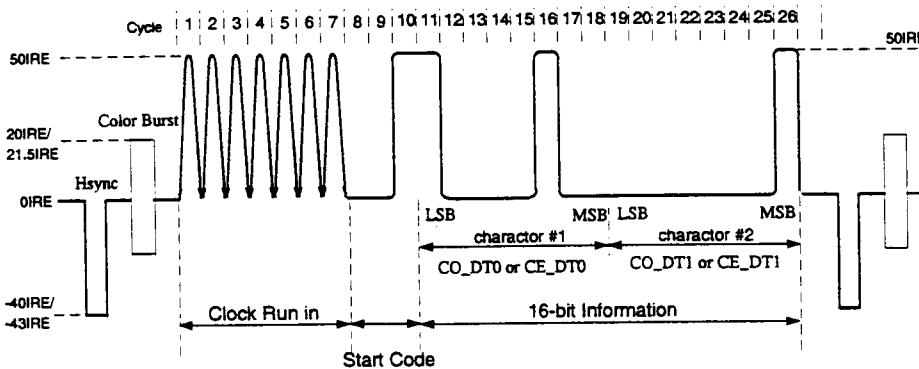 Cycle 1 2 3 4 5 6 7 8 9 10 11 12 13 14 15 16 17 18 19 20 21 22 23 24 25 26
50IRE
50IRE
Color Burst
20IRE/
21.5IRE
Hsync
0IRE
LSB
MSB
LSB
MSB
charactor #1
charactor #2
CO_DT0 or CE_DT0
CO_DT1 or CE_DT1
-40IRE/
-43IRE
Clock Run in
16-bit Information
Start Code